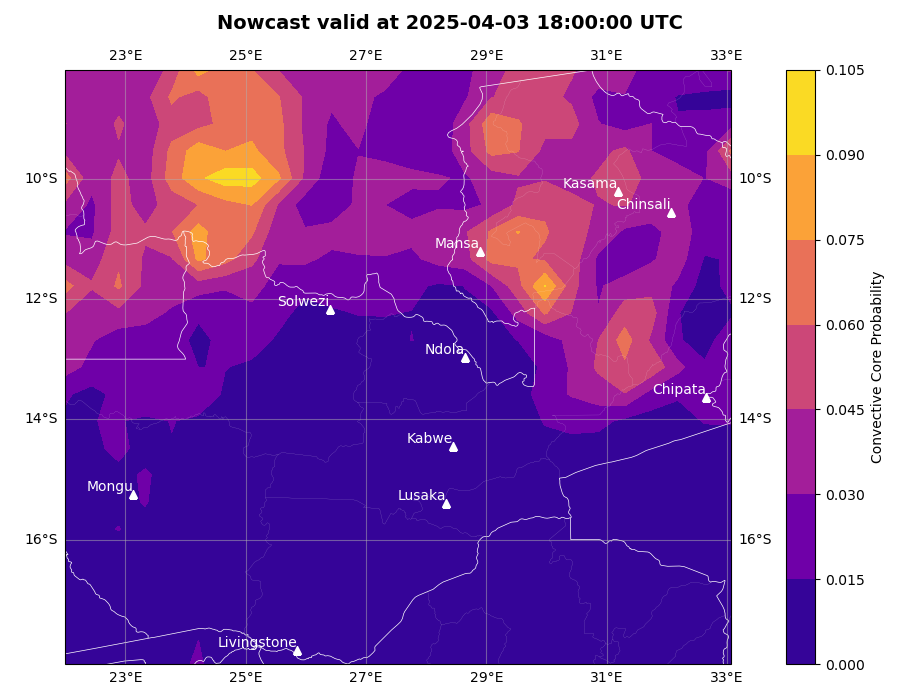 Nowcast valid at 2025-04-03 18:00:00 UTC
23°E 25°E 27°E 29°E 31°E 33°E
0.105
0.090
10°S Kasama 10°S
Chinsali
Mansa
0.075
12°S Solwezi 12°S
0.060
Ndola
Chipata
0.045
14°S 14°S
Kabwe
Mongu Lusaka
0.030
16°S 16°S
0.015
Livingstone
0.000
23°E 25°E 27°E 29°E 31°E 33°E
Convective Core Probability